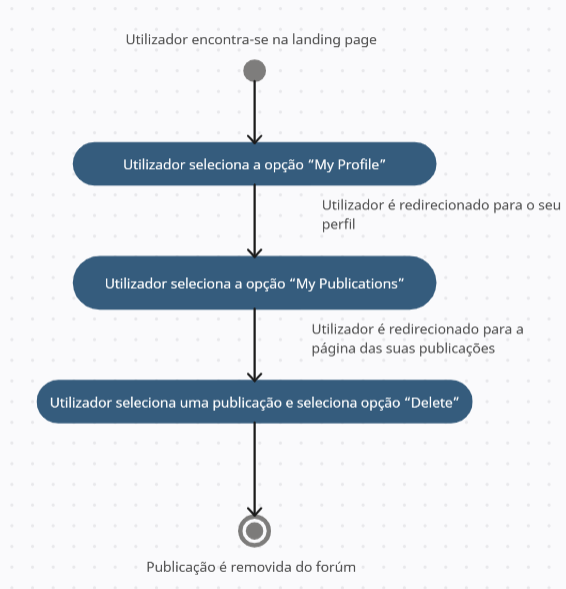 Utilizador encontra-se na landing page
Utilizador seleciona a opção “My Profile”
Utilizador é redirecionado para o seu
perfil
Utilizador seleciona a opção “My Publications”
Utilizador é redirecionado para a
página das suas publicações
Utilizador seleciona uma publicação e seleciona opção “Delete”
Publicação é removida do forúm